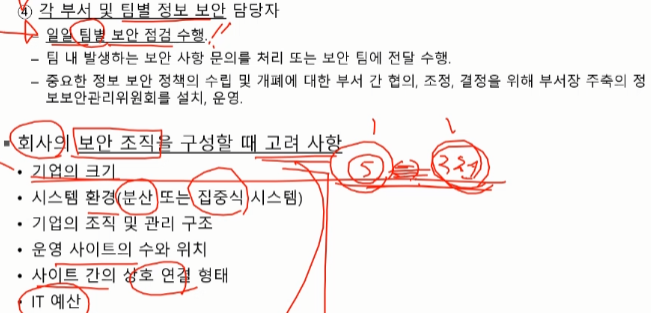 ④ 각 부서 및 팀별 정보 보안 담당자
– 일일 팀별 보안 점검 수행.
– 팀 내 발생하는 보안 사항 문의를 처리 또는 보안 팀에 전달 수행.
– 중요한 정보 보안 정책의 수립 및 개폐에 대한 부서 간 협의, 조정, 결정을 위해 부서장 주축의 정
보보안관리위원회를 설치, 운영.
▪ 회사의 보안 조직을 구성할 때 고려 사항
• 기업의 크기
5
• 시스템 환경(분산 또는 집중식 시스템)
• 기업의 조직 및 관리 구조
• 운영 사이트의 수와 위치
• 사이트 간의 상호 연결 형태
• IT 예산